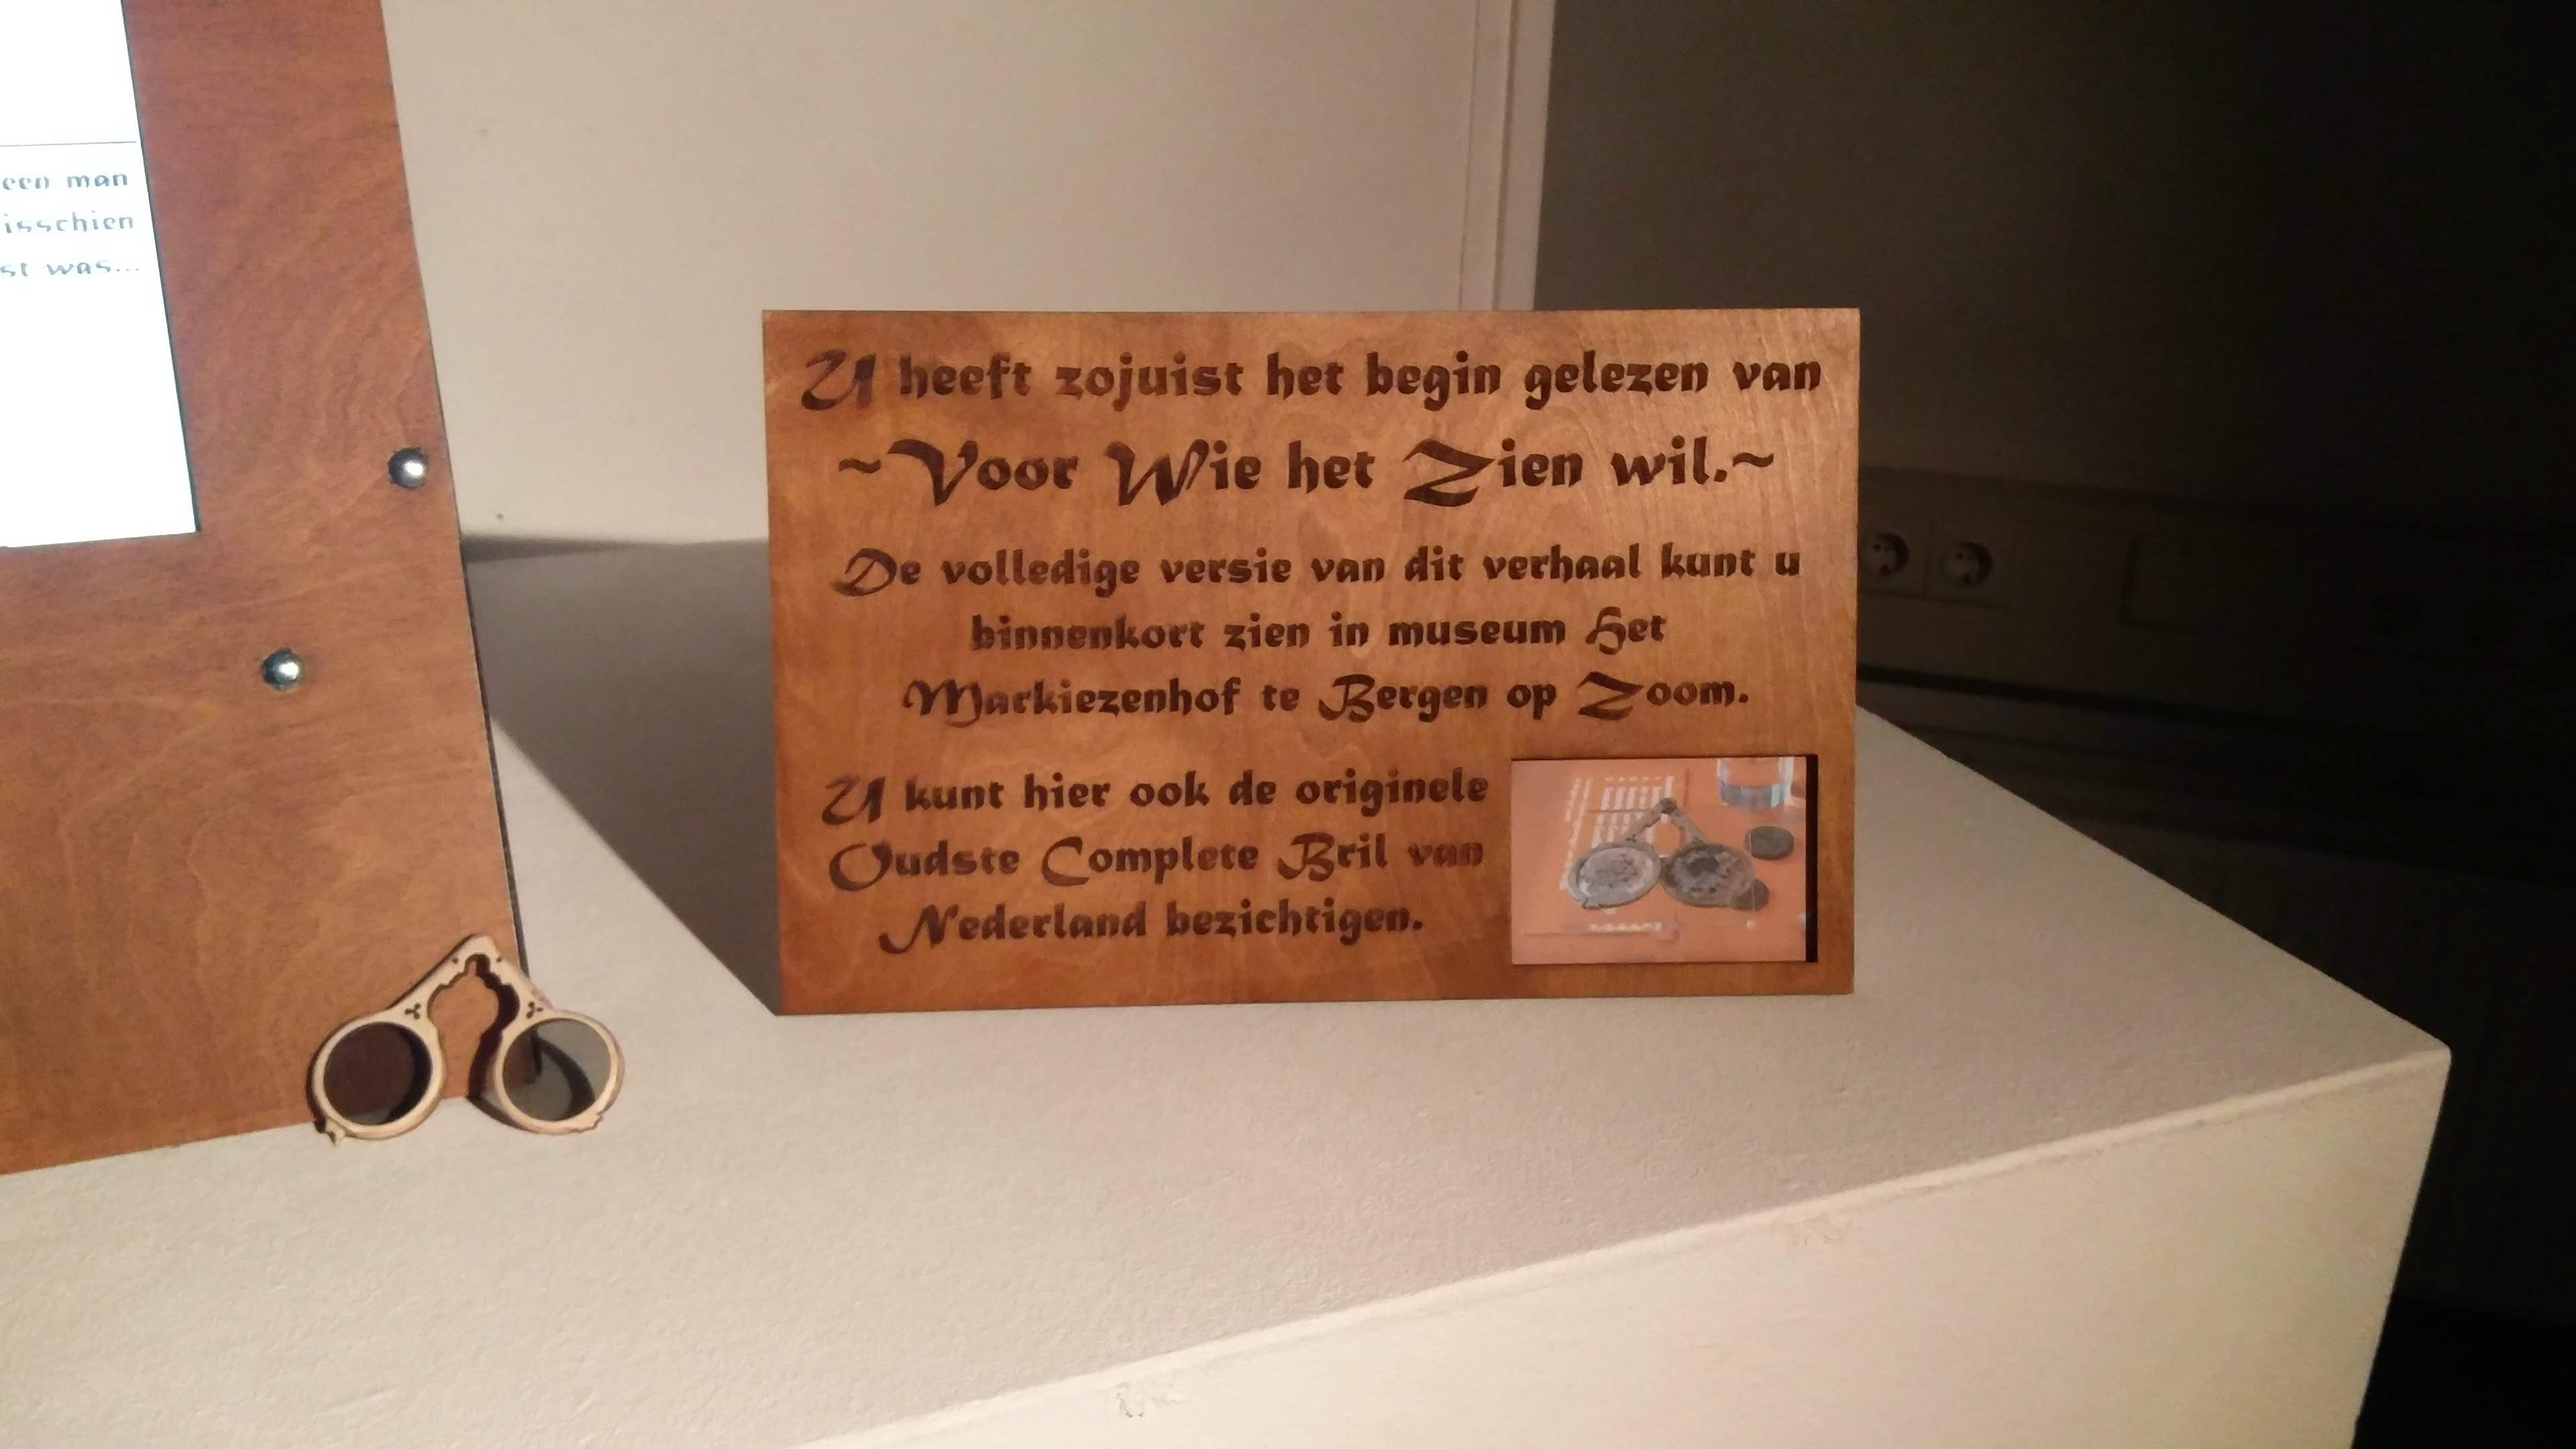 een man
was...
U heeft zojuist het begin gelezen van
~Voor Wie het Zien wil.~
De volledige versie van dit verhaal kunt u
binnenkort zien in museum Het
Markiezenhof te Bergen op Zoom.
U kunt hier ook de originele
Oudste Complete Bril van
Nederland bezichtigen.